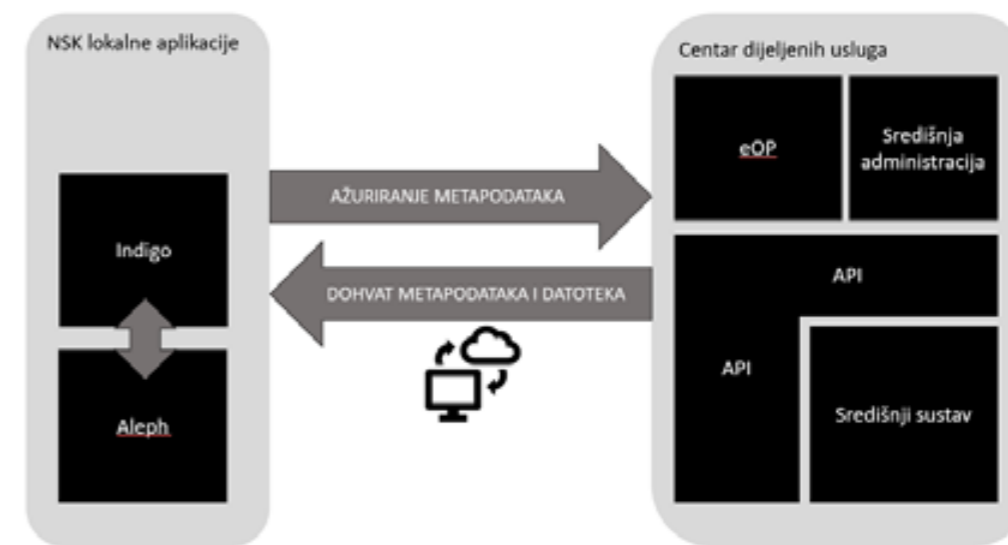 NSK lokalne aplikacije
Indigo
Aleph
AŽURIRANJE METAPODATAKA
DOHVAT METAPODATAKA I DATOTEKA
Centar dijeljenih usluga
eOP
Središnja
administracija
API
API
Središnji sustav